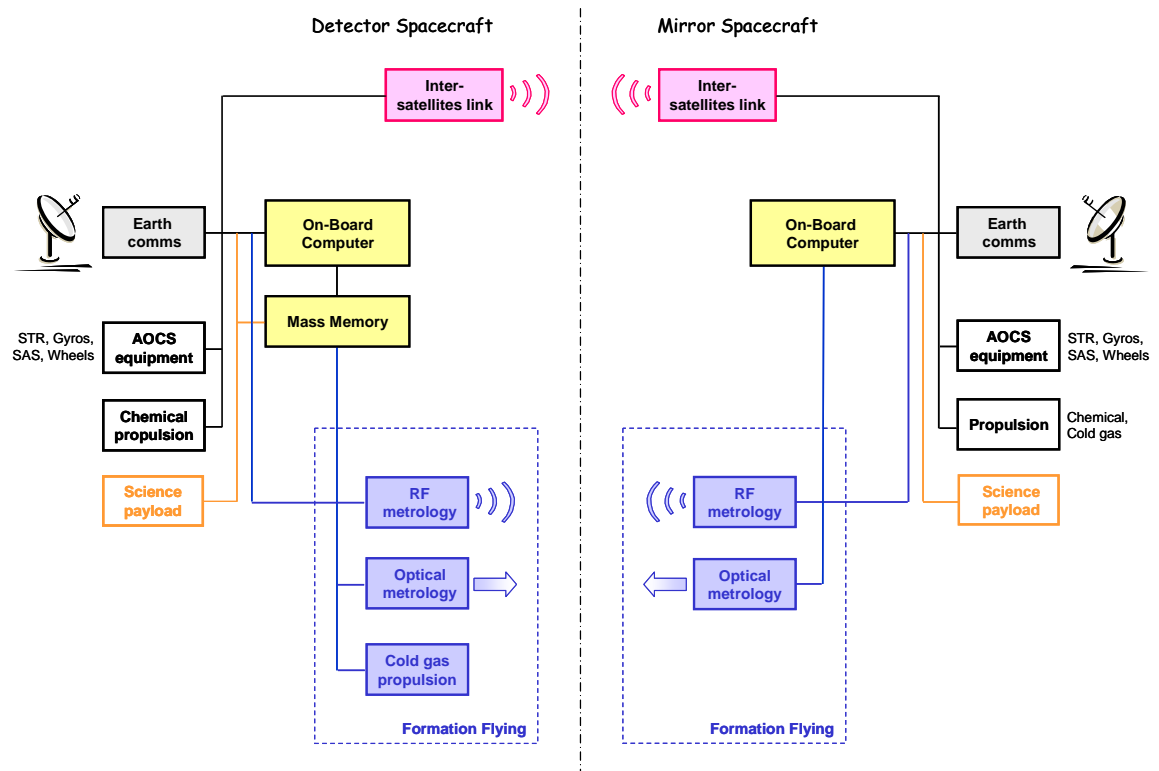 Detector Spacecraft
Mirror Spacecraft
Inter-
satellites link
Inter-
satellites link
Earth
comms
On-Board
Computer
On-Board
Computer
Earth
comms
Mass Memory
STR, Gyros,
SAS, Wheels
AOCS
equipment
AOCS
equipment
STR, Gyros,
SAS, Wheels
Chemical
propulsion
Propulsion
Chemical,
Cold gas
Science
payload
RF
metrology
RF
metrology
Science
payload
Optical
metrology
Optical
metrology
Cold gas
propulsion
Formation Flying
Formation Flying